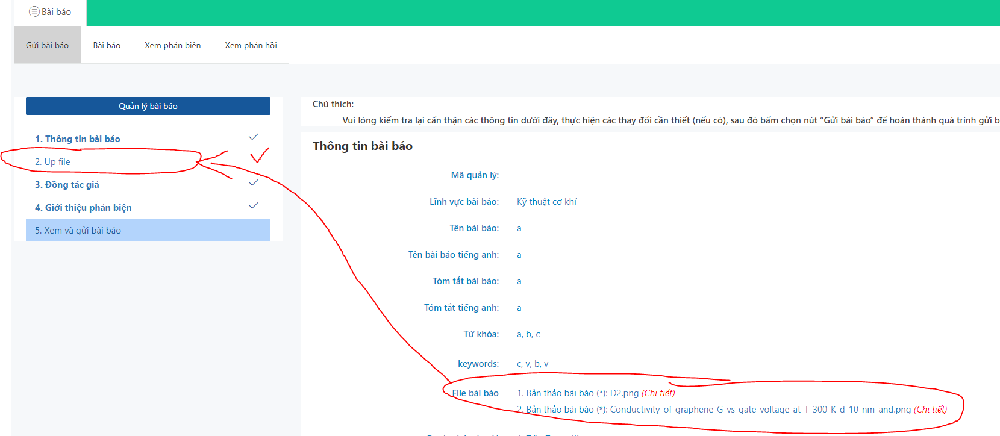 Bài báo
Gửi bài báo Bài báo Xem phản biện Xem phản hồi
Quản lý bài báo
1. Thông tin bài báo
2. Up file
3. Đồng tác giả
4. Giới thiệu phản biện
5. Xem và gửi bài báo
Chú thích:
Vui lòng kiểm tra lại cẩn thận các thông tin dưới đây, thực hiện các thay đổi cần thiết (nếu có), sau đó bấm chọn nút “Gửi bài báo” để hoàn thành quá trình gửi b
Thông tin bài báo
Mã quản lý:
Lĩnh vực bài báo: Kỹ thuật cơ khí
Tên bài báo: a
Tên bài báo tiếng anh: a
Tóm tắt bài báo: a
Tóm tắt tiếng anh: a
Từ khóa: a, b, c
keywords: c, v, b, v
File bài báo 1. Bản thảo bài báo (*): D2.png (Chi tiết)
2. Bản thảo bài báo (*): Conductivity-of-graphene-G-vs-gate-voltage-at-T-300-K-d-10-nm-and.png (Chi tiết)